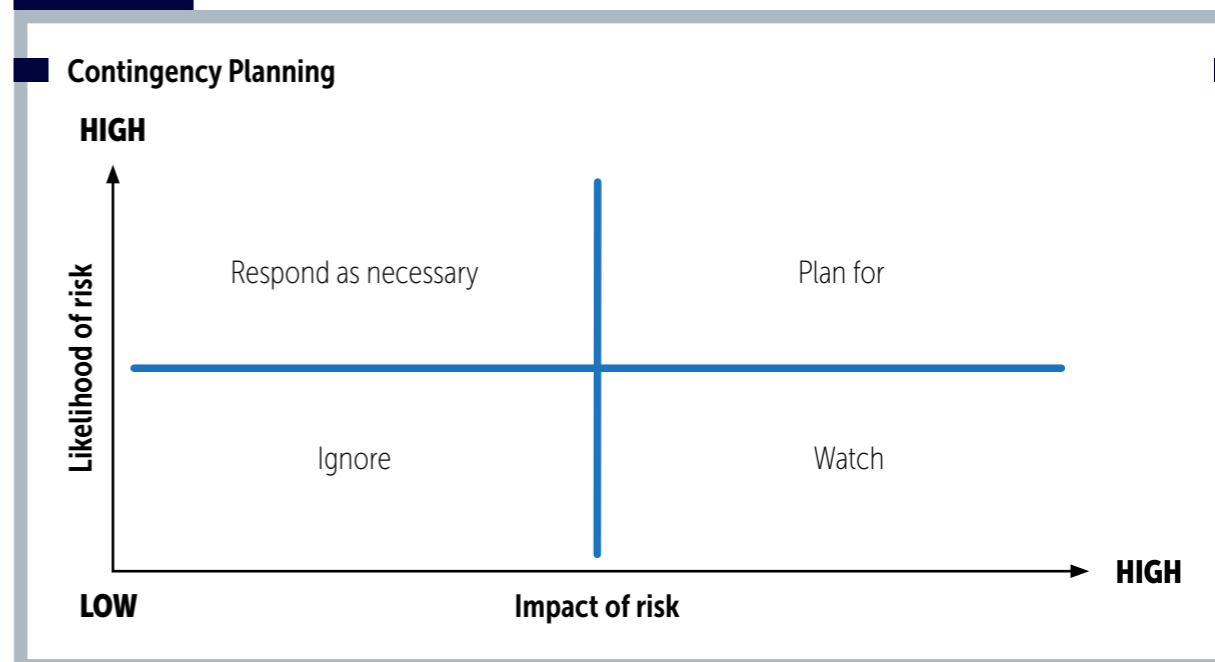 Contingency Planning
HIGH
Likelihood of risk
Respond as necessary
Plan for
Ignore
Watch
HIGH
LOW
Impact of risk